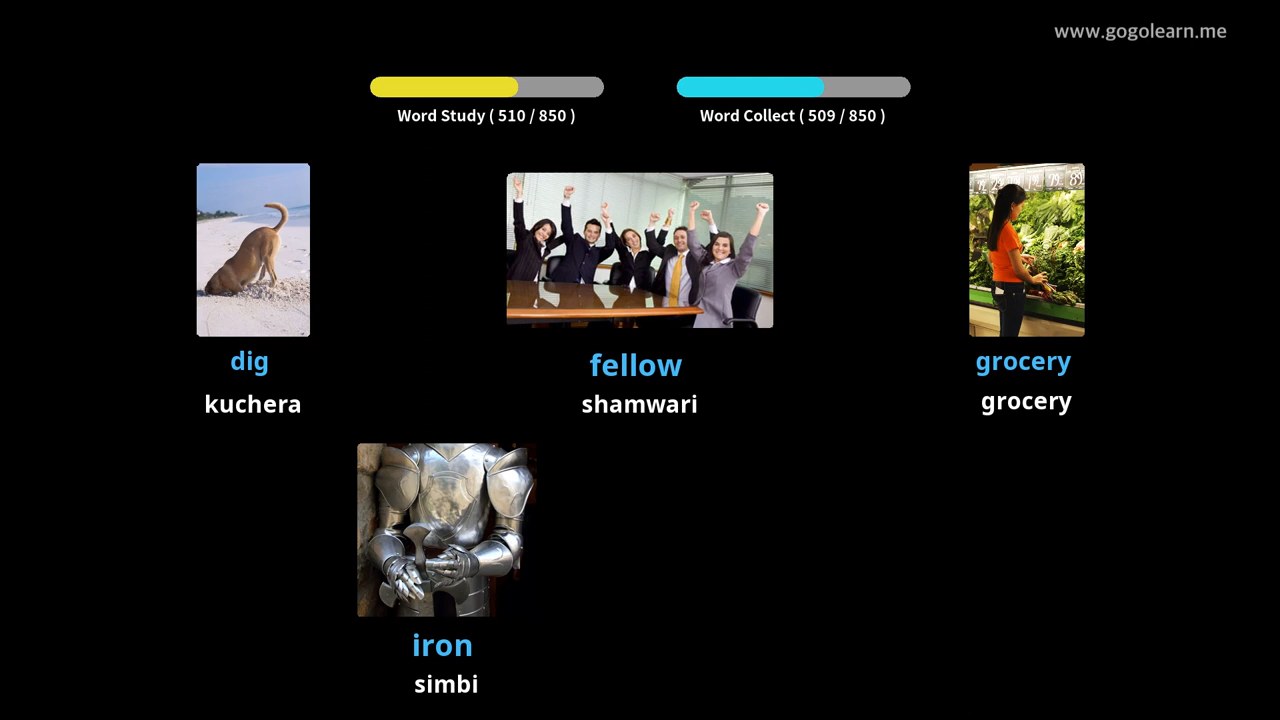 www.gogolearn.me
Word Study ( 510 / 850 )
Word Collect ( 509 / 850 )
dig
kuchera
fellow
shamwari
grocery
grocery
iron
simbi